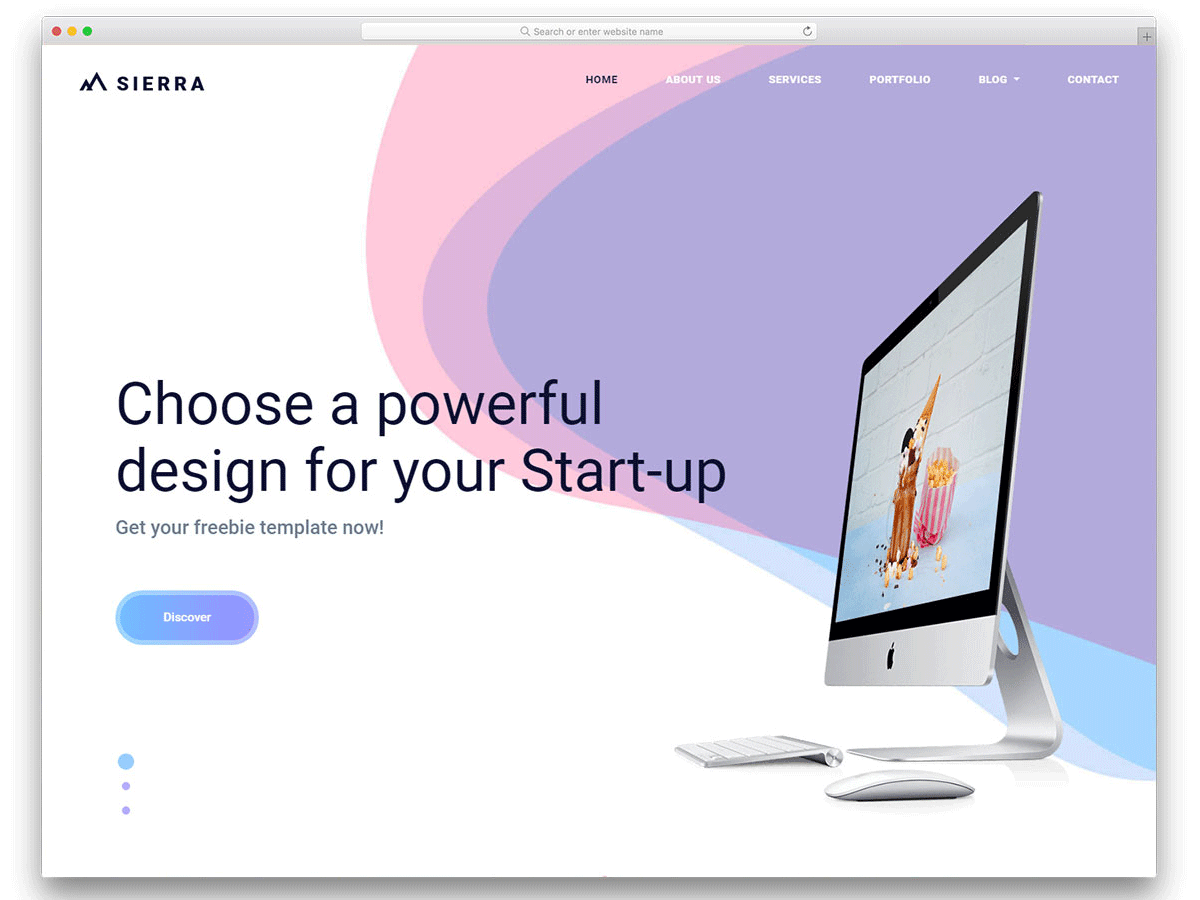 Search or enter website name
SIERRA
HOME ABOUT US SERVICES PORTFOLIO BLOG CONTACT
Choose a powerful
design for your Start-up
Get your freebie template now!
Discover